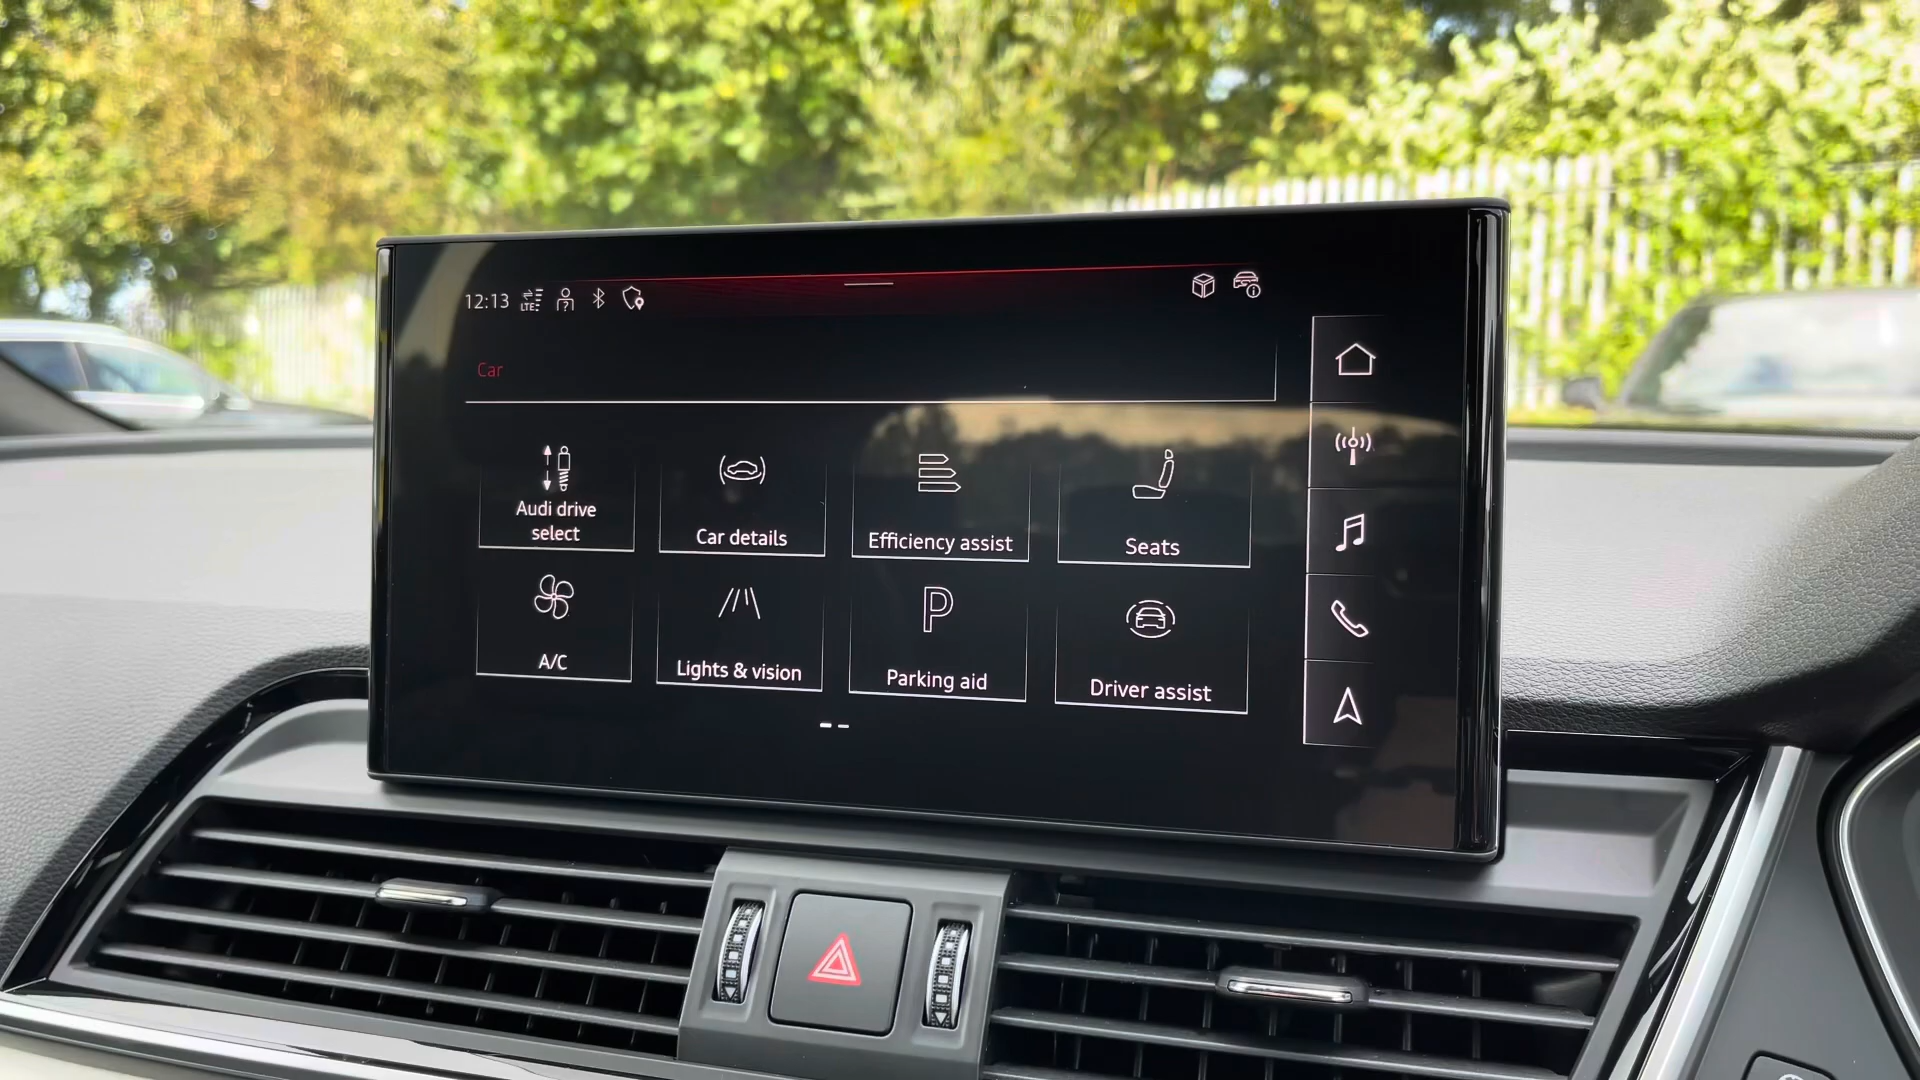 12:13 LTE
Car
Audi drive
select
Car details
Efficiency assist
Seats
A/C
Lights & vision
P
Parking aid
Driver assist